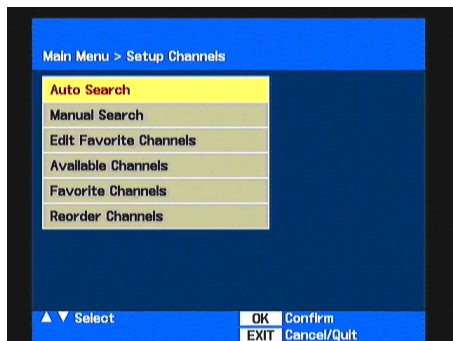 Main Menu > Setup Channels
Auto Search
Manual Search
Edit Favorite Channels
Available Channels
Favorite Channels
Reorder Channels
▲ ▼ Select
OK Confirm
EXIT Cancel/Quit